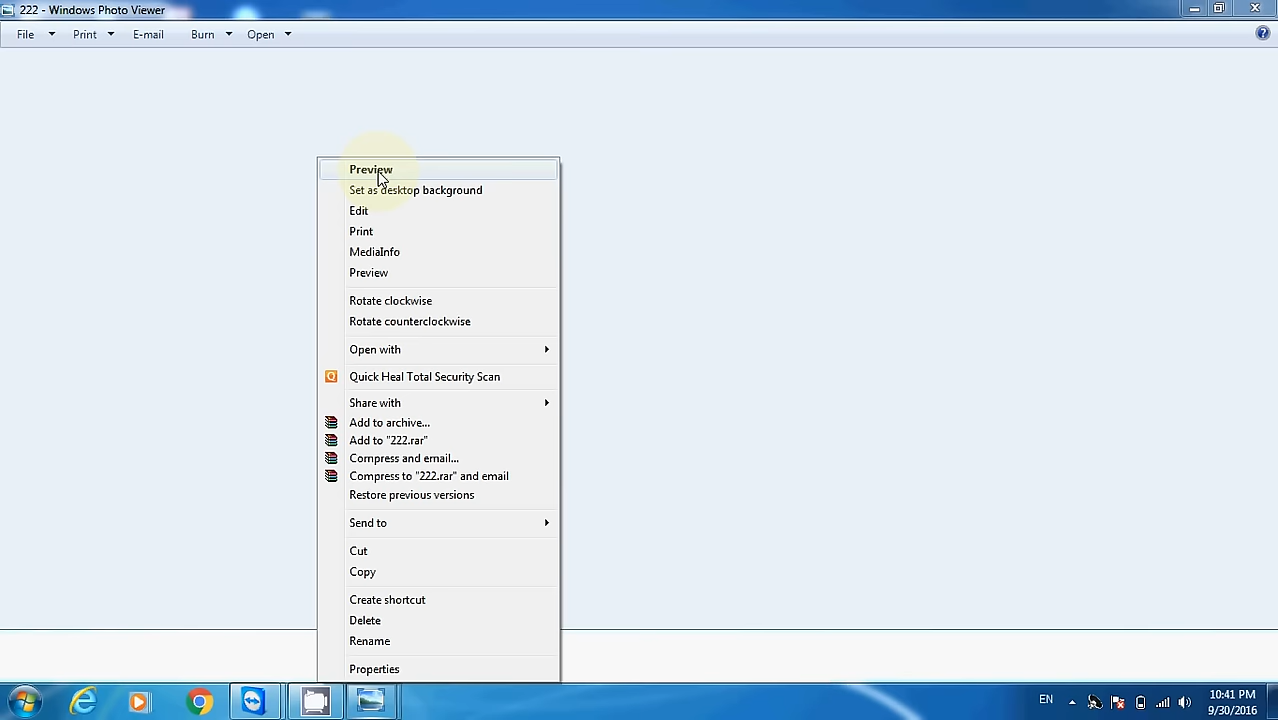 222 - Windows Photo Viewer
File Print E-mail Burn Open
Preview
Set as desktop background
Edit
Print
MediaInfo
Preview
Rotate clockwise
Rotate counterclockwise
Open with
Quick Heal Total Security Scan
Share with
Add to archive...
Add to "222.rar"
Compress and email...
Compress to "222.rar" and email
Restore previous versions
Send to
Cut
Copy
Create shortcut
Delete
Rename
Properties
EN 10:41 PM
9/30/2016